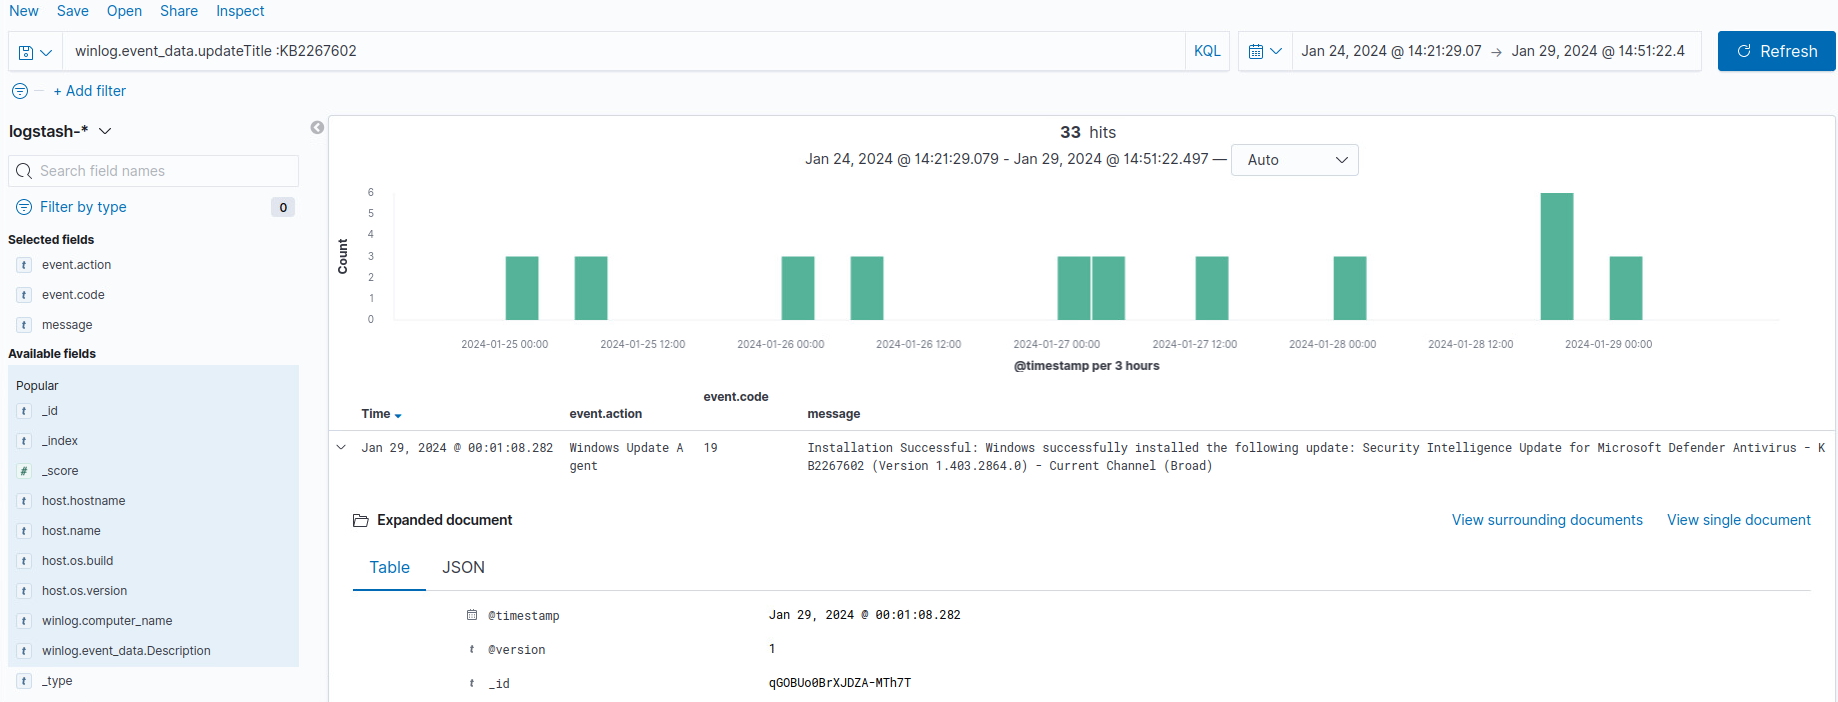 New Save Open Share Inspect
winlog.event_data.updateTitle :KB2267602 KQL Jan 24, 2024 @ 14:21:29.07 → Jan 29, 2024 @ 14:51:22.4 Refresh
+ Add filter
logstash-*
Search field names
Filter by type 0
Selected fields
t event.action
t event.code
t message
Available fields
Popular
t _id
t _index
# _score
t host.hostname
t host.name
t host.os.build
t host.os.version
t winlog.computer_name
t winlog.event_data.Description
t _type
33 hits
Jan 24, 2024 @ 14:21:29.079 - Jan 29, 2024 @ 14:51:22.497 — Auto
Count
6
5
4
3
2
1
0
2024-01-25 00:00 2024-01-25 12:00 2024-01-26 00:00 2024-01-26 12:00 2024-01-27 00:00 2024-01-27 12:00 2024-01-28 00:00 2024-01-28 12:00 2024-01-29 00:00
@timestamp per 3 hours
Time event.action event.code message
Jan 29, 2024 @ 00:01:08.282 Windows Update A 19 Installation Successful: Windows successfully installed the following update: Security Intelligence Update for Microsoft Defender Antivirus - K
gent B2267602 (Version 1.403.2864.0) - Current Channel (Broad)
Expanded document View surrounding documents View single document
Table JSON
@timestamp Jan 29, 2024 @ 00:01:08.282
t @version 1
t _id qGOBUo0BrXJDZA-MTh7T